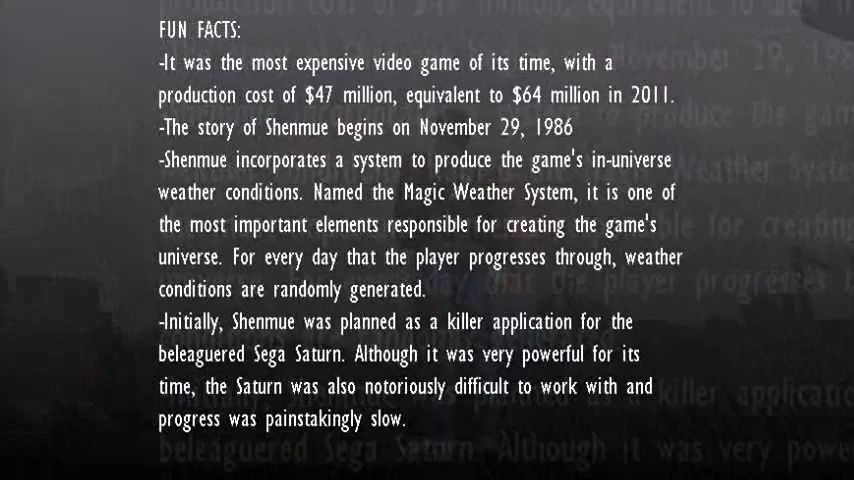 FUN FACTS:
-It was the most expensive video game of its time, with a
production cost of $47 million, equivalent to $64 million in 2011.
-The story of Shenmue begins on November 29, 1986
-Shenmue incorporates a system to produce the game's in-universe
weather conditions. Named the Magic Weather System, it is one of
the most important elements responsible for creating the game's
universe. For every day that the player progresses through, weather
conditions are randomly generated.
-Initially, Shenmue was planned as a killer application for the
beleaguered Sega Saturn. Although it was very powerful for its
time, the Saturn was also notoriously difficult to work with and
progress was painstakingly slow.